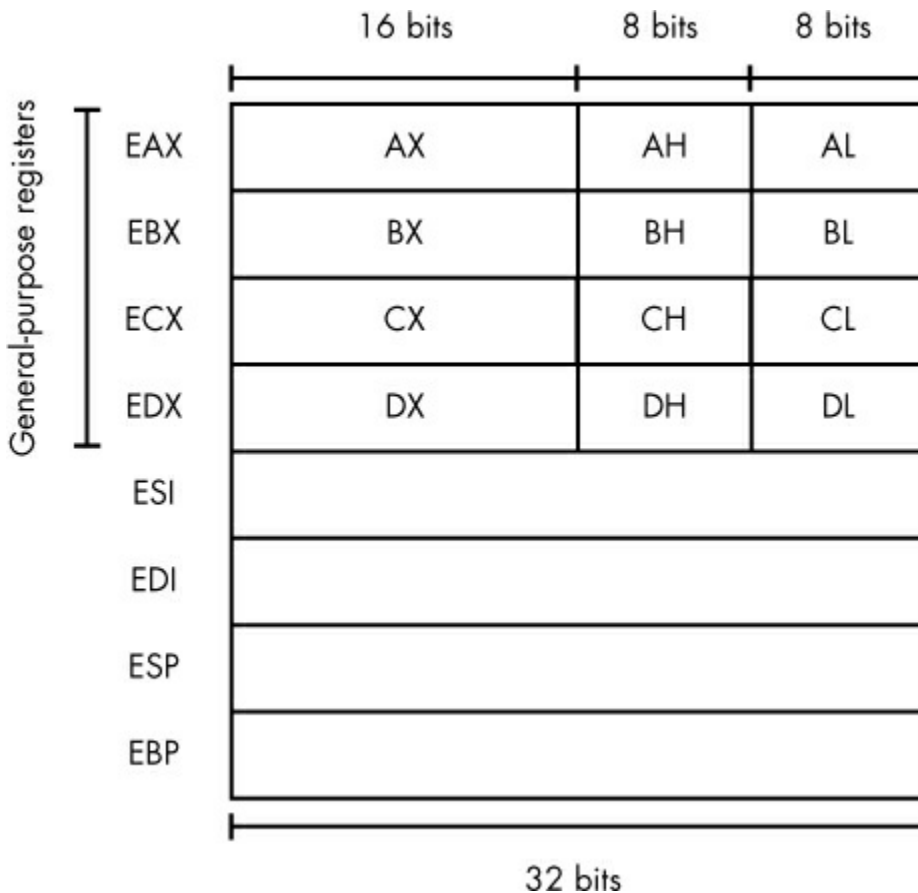 16 bits 8 bits 8 bits
General-purpose registers
EAX AX AH AL
EBX BX BH BL
ECX CX CH CL
EDX DX DH DL
ESI
EDI
ESP
EBP
32 bits